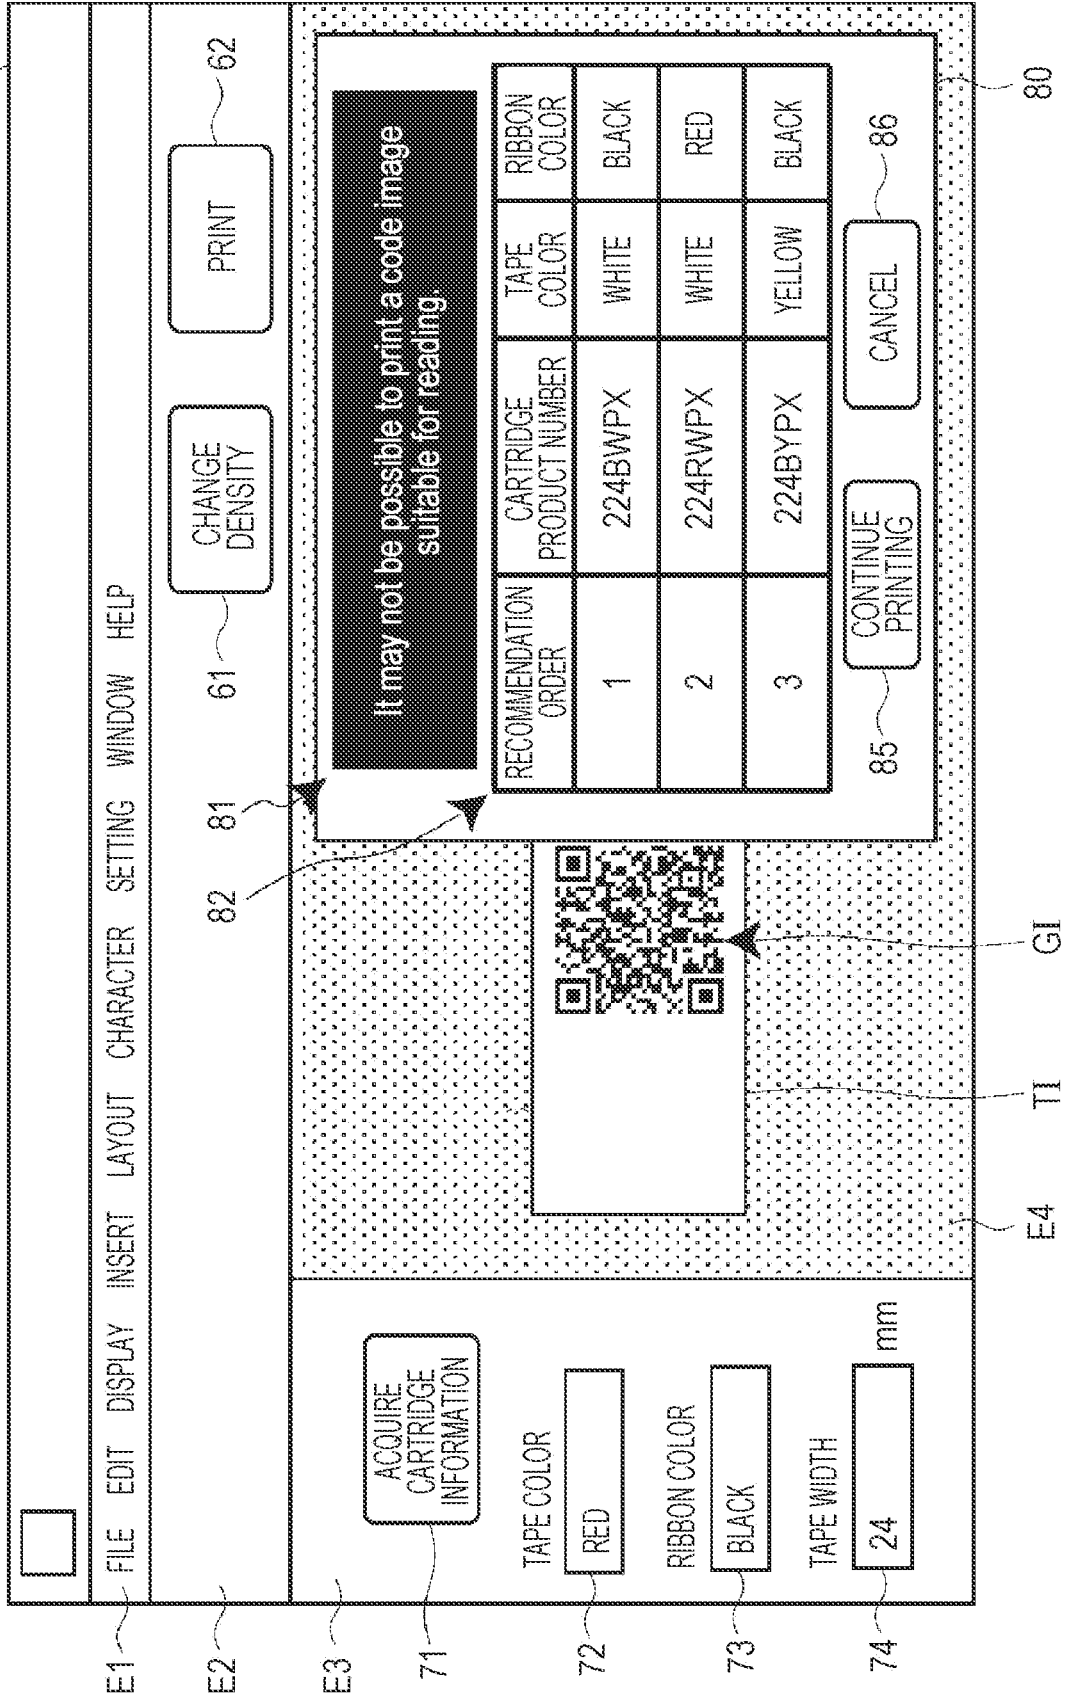 FILE EDIT DISPLAY INSERT LAYOUT CHARACTER SETTING WINDOW HELP
E1
E2
CHANGE
DENSITY
61
PRINT
62
E3
ACQUIRE
CARTRIDGE
INFORMATION
71
TAPE COLOR
RED
72
RIBBON COLOR
BLACK
73
TAPE WIDTH
24 mm
74
81
82
It may not be possible to print a code image
suitable for reading.
RECOMMENDATION ORDER CARTRIDGE PRODUCT NUMBER TAPE COLOR RIBBON COLOR
1 224BWPX WHITE BLACK
2 224RWPX WHITE RED
3 224BYPX YELLOW BLACK
CONTINUE
PRINTING
85
CANCEL
86
E4
TI
GI
80